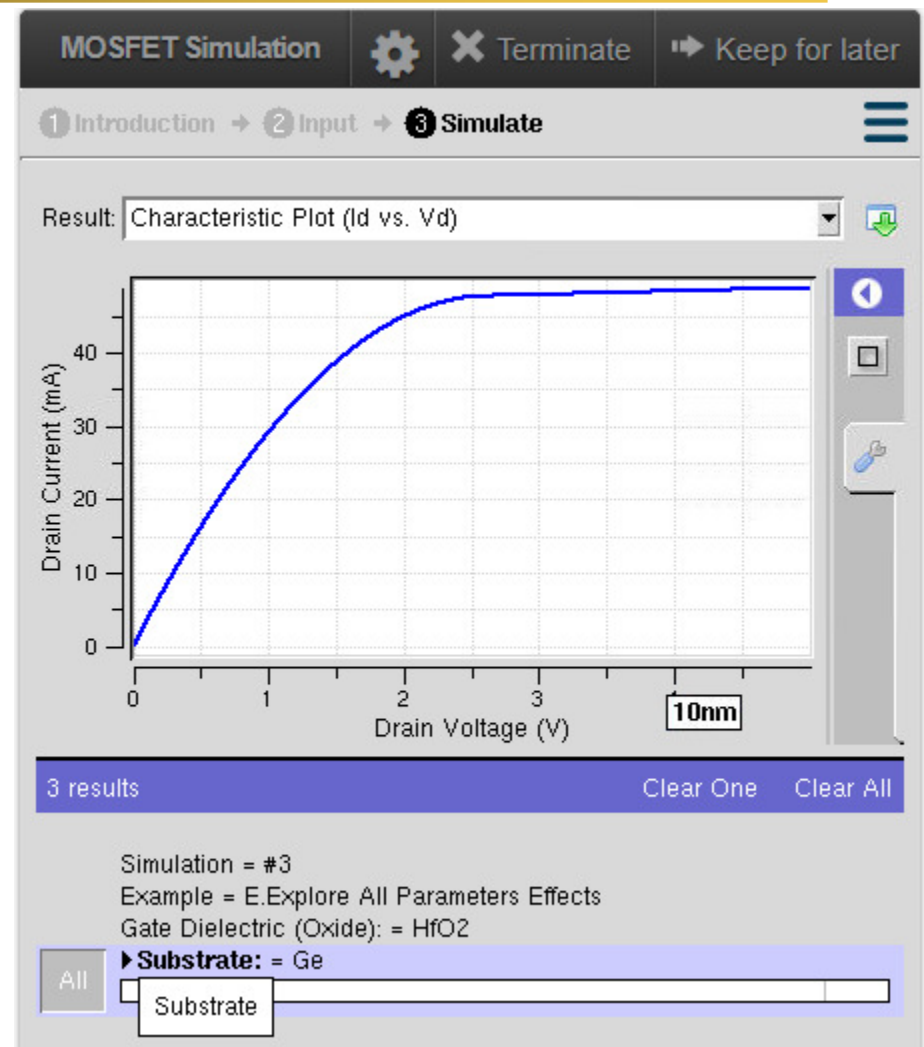 MOSFET Simulation Terminate Keep for later
1 Introduction → 2 Input → 3 Simulate
Result: Characteristic Plot (Id vs. Vd)
Drain Current (mA)
40
30
20
10
0
0 1 2 3
10nm
Drain Voltage (V)
3 results Clear One Clear All
Simulation = #3
Example = E.Explore All Parameters Effects
Gate Dielectric (Oxide): = HfO2
Substrate: = Ge
All
Substrate